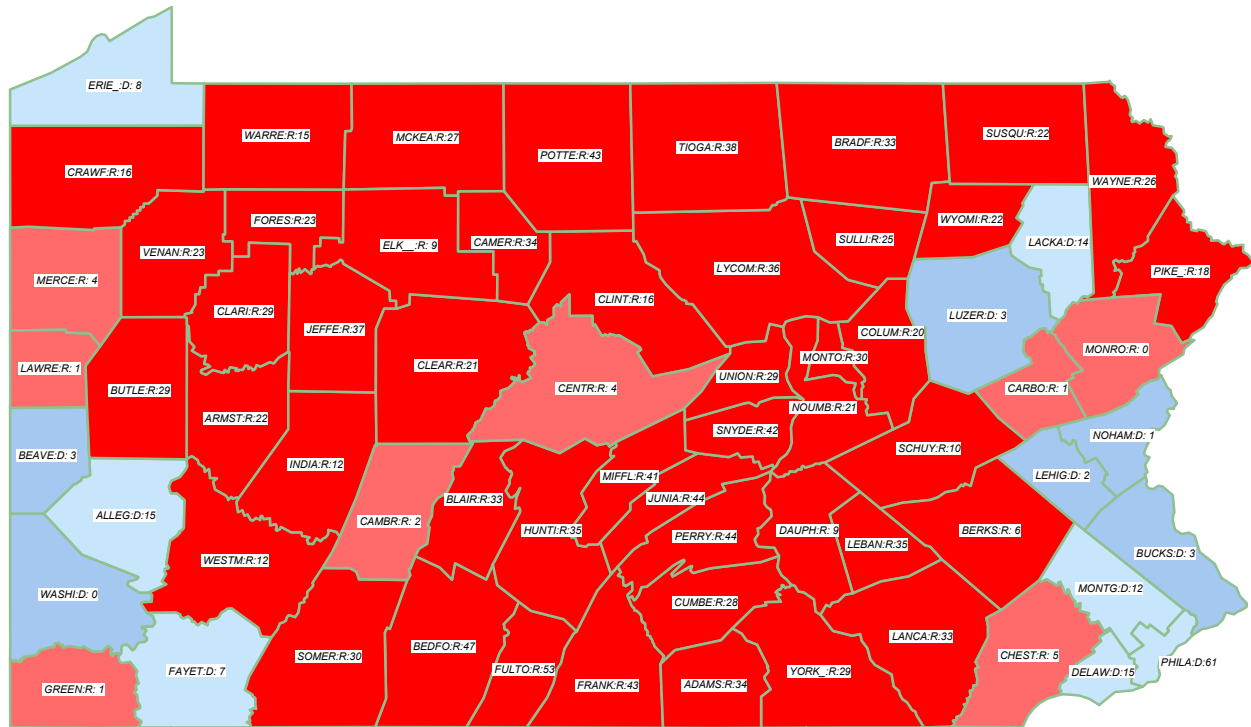 ERIE_:D: 8
WARRE:R:15
MCKEA:R:27
POTTE:R:43
TIOGA:R:38
BRADF:R:33
SUSQU:R:22
CRAWF:R:16
WAYNE:R:26
FORES:R:23
WYOMI:R:22
VENAN:R:23
ELK__:R: 9
CAMER:R:34
SULLI:R:25
LACKA:D:14
MERCE:R: 4
LYCOM:R:36
PIKE_:R:18
CLINT:R:16
CLARI:R:29
LUZER:D: 3
JEFFE:R:37
COLUM:R:20
MONRO:R: 0
LAWRE:R: 1
CLEAR:R:21
MONTO:R:30
UNION:R:29
BUTLE:R:29
CENTR:R: 4
CARBO:R: 1
NOUMB:R:21
ARMST:R:22
SNYDE:R:42
NOHAM:D: 1
BEAVE:D: 3
INDIA:R:12
SCHUY:R:10
LEHIG:D: 2
MIFFL:R:41
BLAIR:R:33
JUNIA:R:44
ALLEG:D:15
CAMBR:R: 2
HUNTI:R:35
PERRY:R:44
DAUPH:R: 9
LEBAN:R:35
BERKS:R: 6
BUCKS:D: 3
WESTM:R:12
MONTG:D:12
WASHI:D: 0
CUMBE:R:28
LANCA:R:33
BEDFO:R:47
SOMER:R:30
CHEST:R: 5
FAYET:D: 7
FULTO:R:53
YORK_:R:29
DELAW:D:15
PHILA:D:61
GREEN:R: 1
FRANK:R:43
ADAMS:R:34